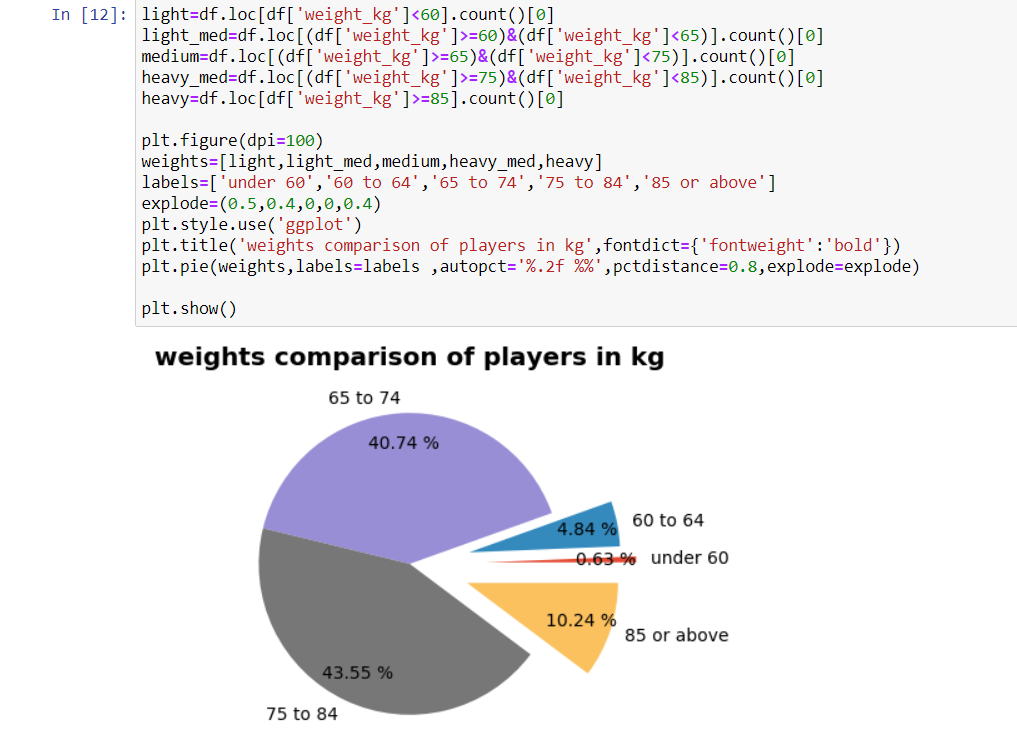 In [12]: light=df.loc[df['weight_kg']<60].count()[0]
light_med=df.loc[(df['weight_kg']>=60)&(df['weight_kg']<65)].count()[0]
medium=df.loc[(df['weight_kg']>=65)&(df['weight_kg']<75)].count()[0]
heavy_med=df.loc[(df['weight_kg']>=75)&(df['weight_kg']<85)].count()[0]
heavy=df.loc[df['weight_kg']>=85].count()[0]
plt.figure(dpi=100)
weights=[light,light_med,medium,heavy_med,heavy]
labels=['under 60','60 to 64','65 to 74','75 to 84','85 or above']
explode=(0.5,0.4,0,0,0.4)
plt.style.use('ggplot')
plt.title('weights comparison of players in kg',fontdict={'fontweight':'bold'})
plt.pie(weights,labels=labels ,autopct='%.2f %%',pctdistance=0.8,explode=explode)
plt.show()
weights comparison of players in kg
65 to 74
40.74 %
4.84 %
60 to 64
0.63 %
under 60
10.24 %
85 or above
43.55 %
75 to 84